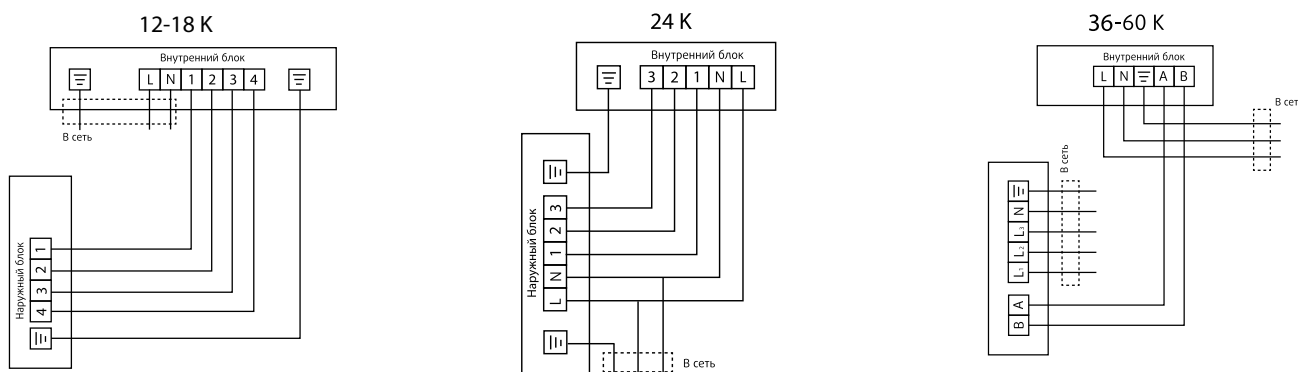 12-18 K
Внутренний блок
L N 1 2 3 4
В сеть
Наружный блок
1
2
3
4
24 K
Внутренний блок
3 2 1 N L
Наружный блок
3
2
1
N
L
В сеть
36-60 K
Внутренний блок
L N A B
В сет
В сеть
N
L3
L2
L1
A
B